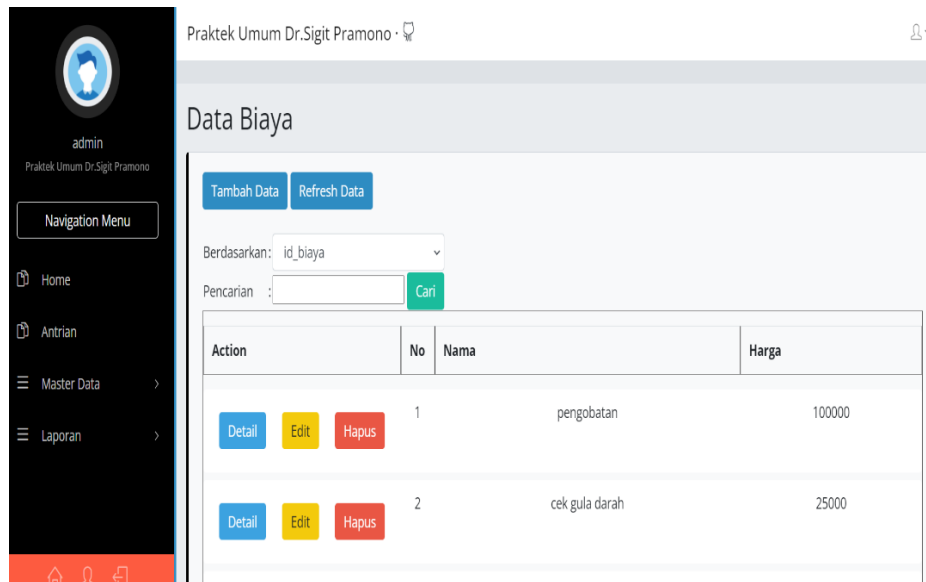 Praktek Umum Dr.Sigit Pramono ·
admin
Praktek Umum Dr.Sigit Pramono
Navigation Menu
Home
Antrian
Master Data
Laporan
Data Biaya
Tambah Data Refresh Data
Berdasarkan: id_biaya
Pencarian : Cari
Action No Nama Harga
Detail Edit Hapus 1 pengobatan 100000
Detail Edit Hapus 2 cek gula darah 25000